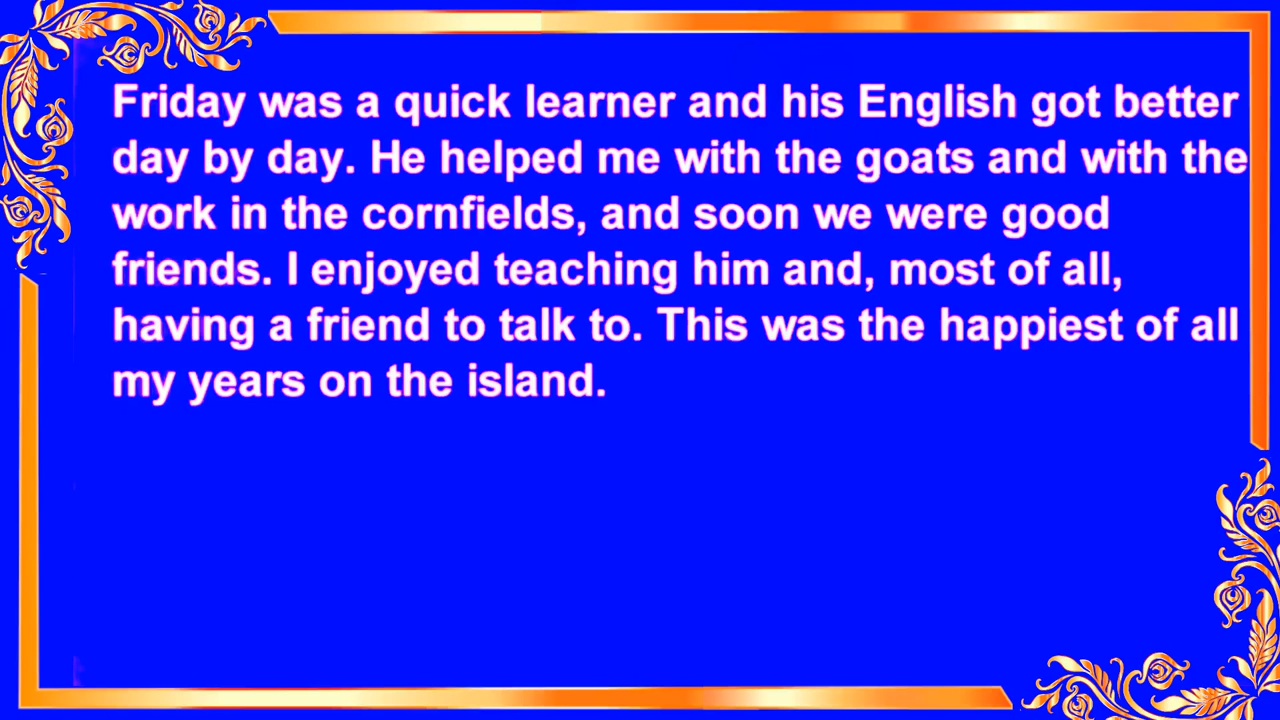 Friday was a quick learner and his English got better
day by day. He helped me with the goats and with the
work in the cornfields, and soon we were good
friends. I enjoyed teaching him and, most of all,
having a friend to talk to. This was the happiest of all
my years on the island.